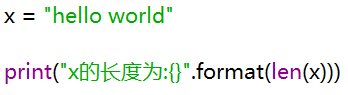 x = "hello world"
print("x的长度为:{}".format(len(x)))